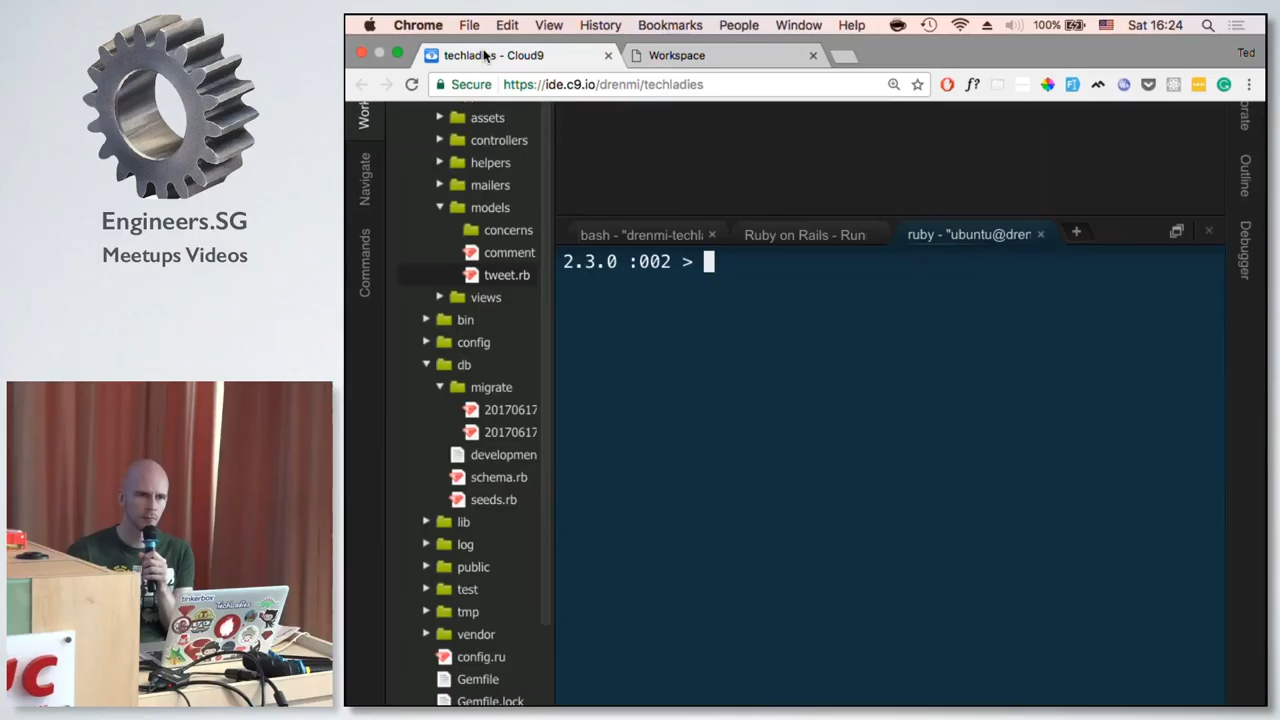 Engineers.SG
Meetups Videos
Chrome File Edit View History Bookmarks People Window Help 100% Sat 16:24
techladies - Cloud9 Workspace Ted
Secure https://ide.c9.io/drenmi/techladies f?
Work
Navigate
Commands
assets
controllers
helpers
mailers
models
concerns
comment
tweet.rb
views
bin
config
db
migrate
20170617
20170617
developmen
schema.rb
seeds.rb
lib
log
public
test
tmp
vendor
config.ru
Gemfile
Gemfile.lock
bash - "drenmi-techla Ruby on Rails - Run ruby - "ubuntu@dren
2.3.0 :002 >
orate
Outline
Debugger
tinkerbox
TechLadies